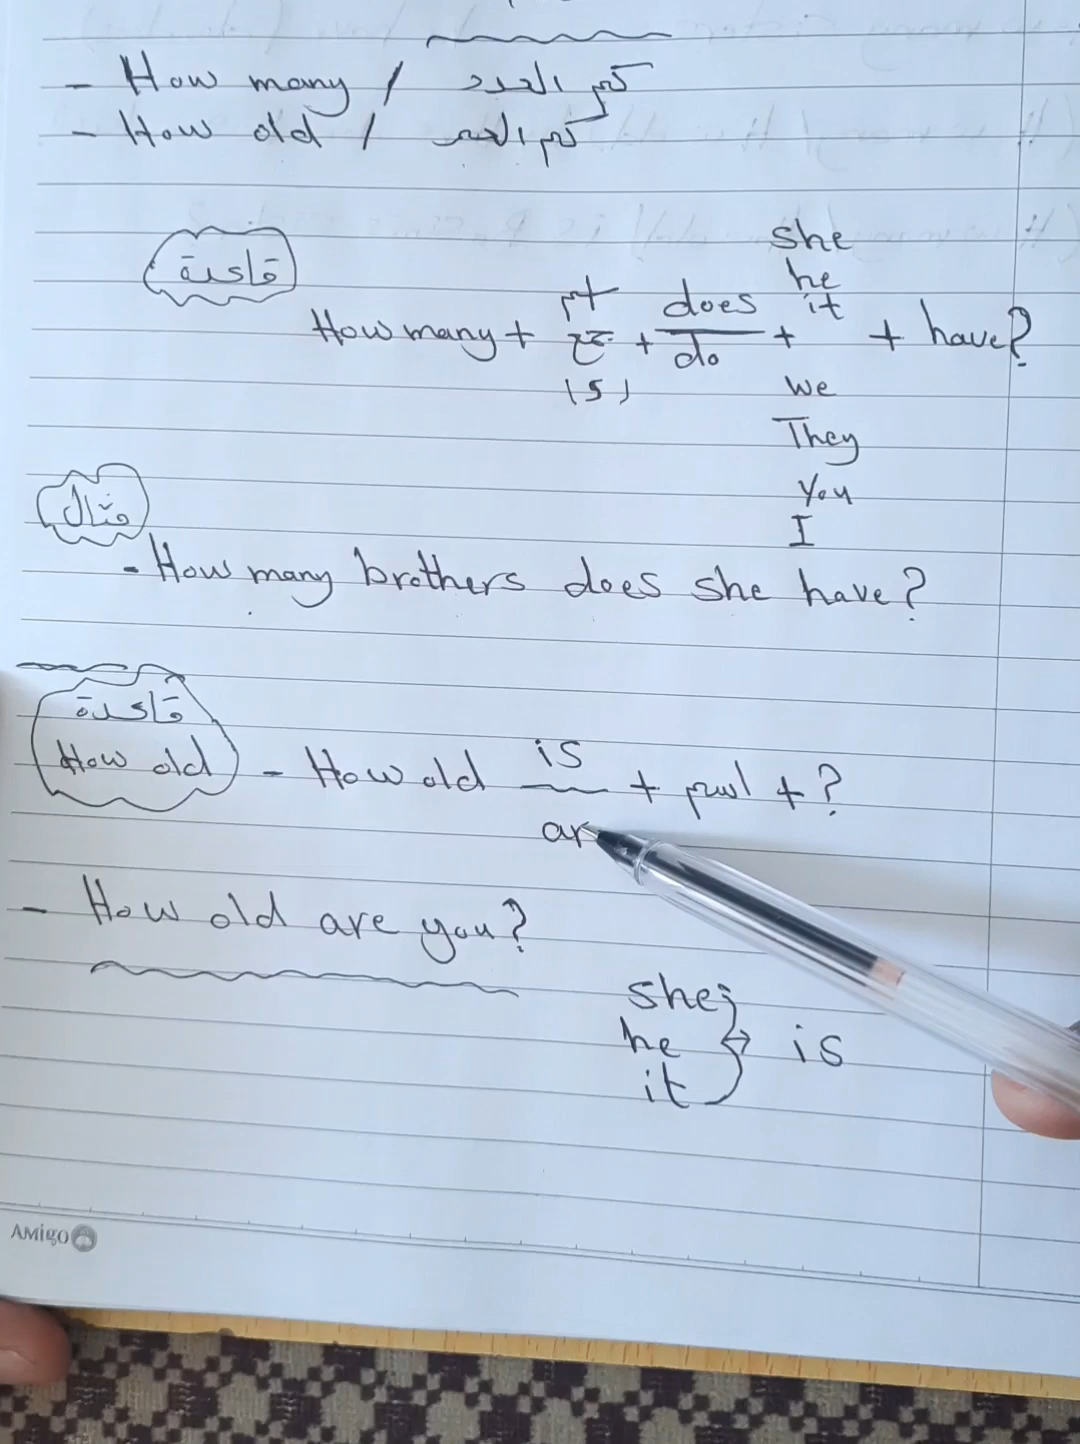 - How many / كم العدد
- How old / كم العمر
قاعدة
she
he
it
How many + اسم جمع (s) + does / do + + have?
we
They
You
I
مثال
- How many brothers does she have?
قاعدة
How old
- How old is / ar + اسم + ?
- How old are you?
she
he
it
is
AMigo